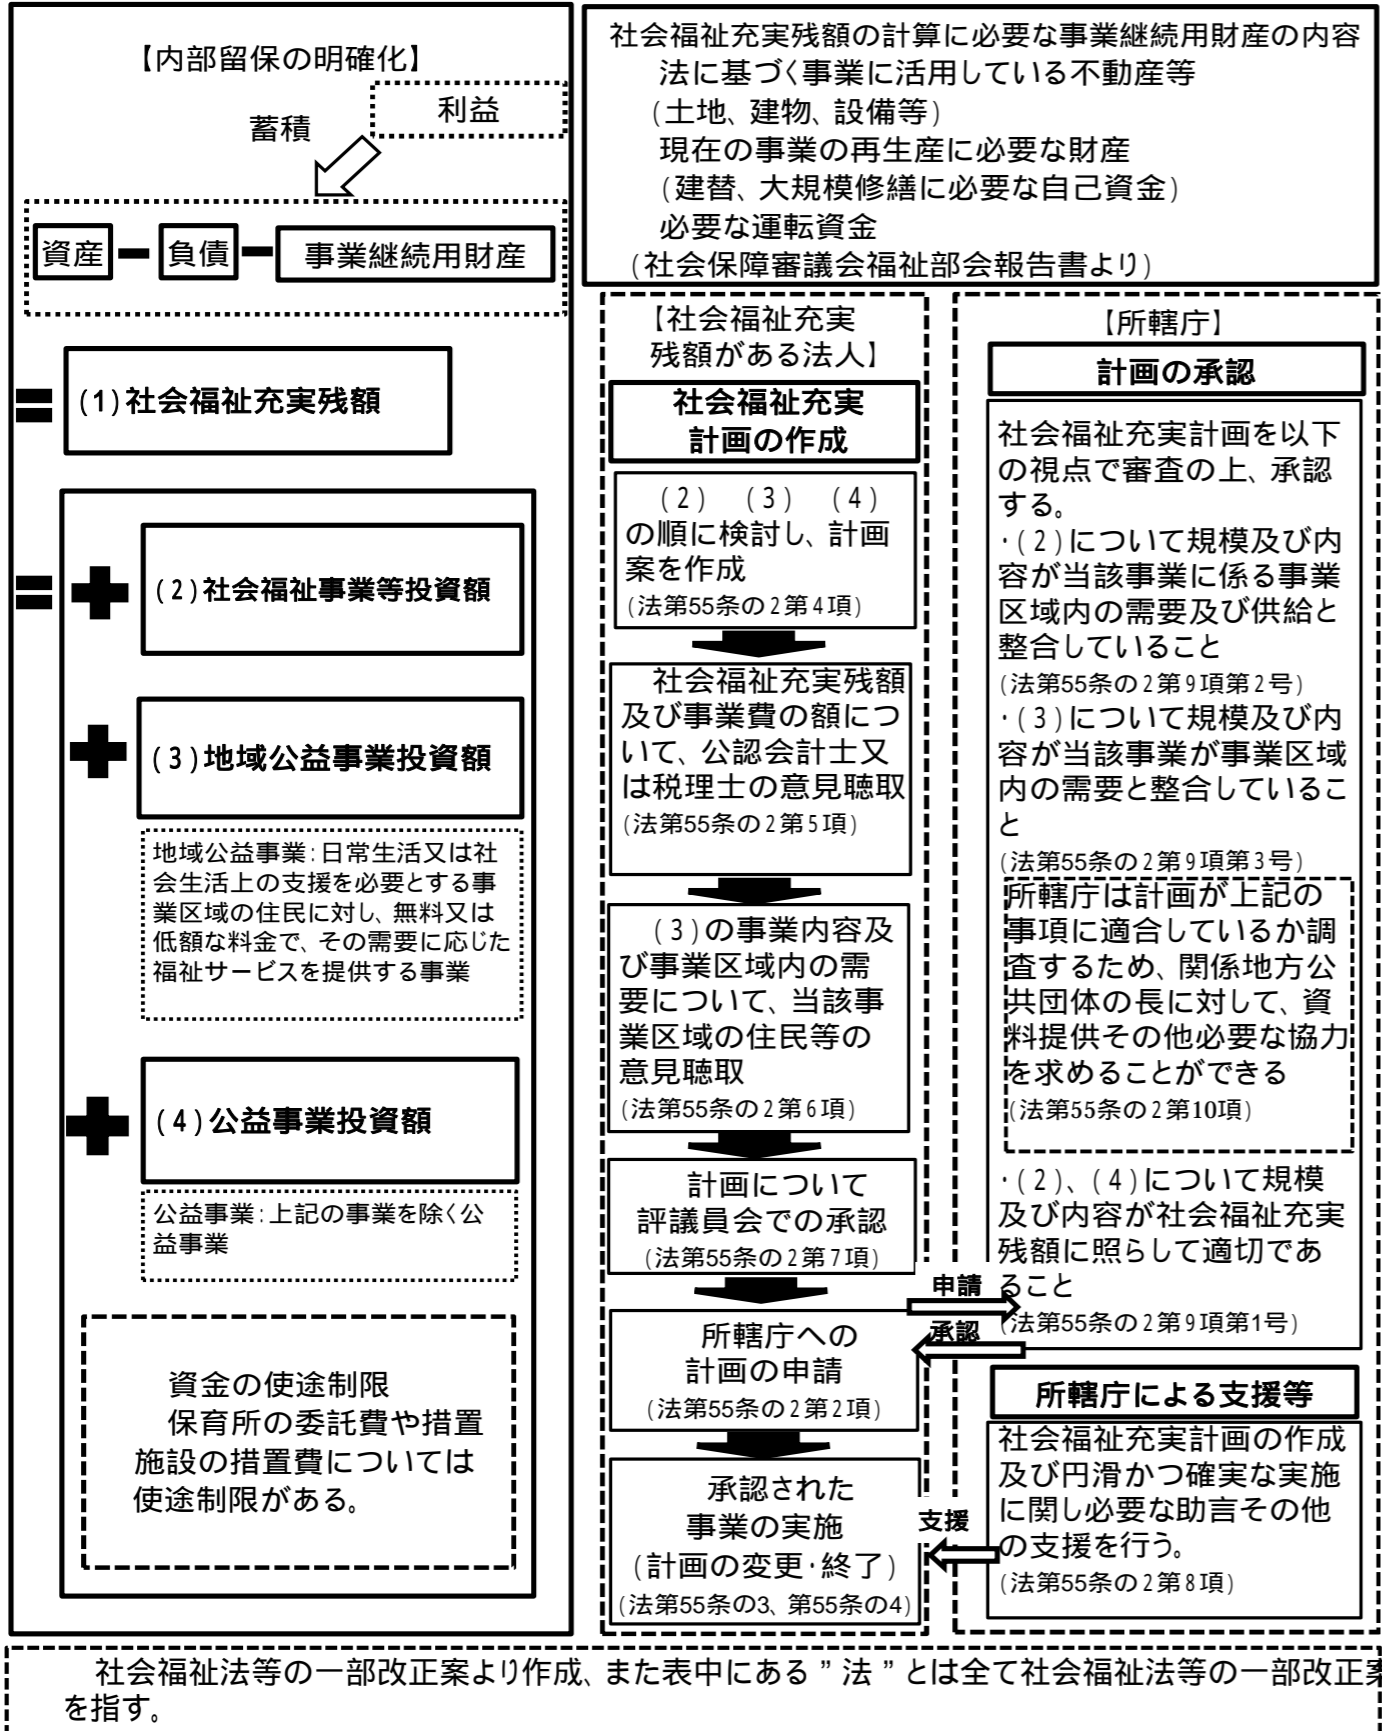 【内部留保の明確化】
利益
蓄積
資産 ー 負債 ー 事業継続用財産
= (1)社会福祉充実残額
= + (2)社会福祉事業等投資額
+ (3)地域公益事業投資額
地域公益事業:日常生活又は社
会生活上の支援を必要とする事
業区域の住民に対し、無料又は
低額な料金で、その需要に応じた
福祉サービスを提供する事業
+ (4)公益事業投資額
公益事業:上記の事業を除く公
益事業
資金の使途制限
保育所の委託費や措置
施設の措置費については
使途制限がある。
社会福祉充実残額の計算に必要な事業継続用財産の内容
法に基づく事業に活用している不動産等
(土地、建物、設備等)
現在の事業の再生産に必要な財産
(建替、大規模修繕に必要な自己資金)
必要な運転資金
(社会保障審議会福祉部会報告書より)
【社会福祉充実
残額がある法人】
社会福祉充実
計画の作成
(2) (3) (4)
の順に検討し、計画
案を作成
(法第55条の2第4項)
社会福祉充実残額
及び事業費の額につ
いて、公認会計士又
は税理士の意見聴取
(法第55条の2第5項)
(3)の事業内容及
び事業区域内の需
要について、当該事
業区域の住民等の
意見聴取
(法第55条の2第6項)
計画について
評議員会での承認
(法第55条の2第7項)
所轄庁への
計画の申請
(法第55条の2第2項)
承認された
事業の実施
(計画の変更・終了)
(法第55条の3、第55条の4)
申請
承認
支援
【所轄庁】
計画の承認
社会福祉充実計画を以下
の視点で審査の上、承認
する。
・(2)について規模及び内
容が当該事業に係る事業
区域内の需要及び供給と
整合していること
(法第55条の2第9項第2号)
・(3)について規模及び内
容が当該事業が事業区域
内の需要と整合しているこ
と
(法第55条の2第9項第3号)
所轄庁は計画が上記の
事項に適合しているか調
査するため、関係地方公
共団体の長に対して、資
料提供その他必要な協力
を求めることができる
(法第55条の2第10項)
・(2)、(4)について規模
及び内容が社会福祉充実
残額に照らして適切であ
ること
(法第55条の2第9項第1号)
所轄庁による支援等
社会福祉充実計画の作成
及び円滑かつ確実な実施
に関し必要な助言その他
の支援を行う。
(法第55条の2第8項)
社会福祉法等の一部改正案より作成、また表中にある ”法 ”とは全て社会福祉法等の一部改正案
を指す。